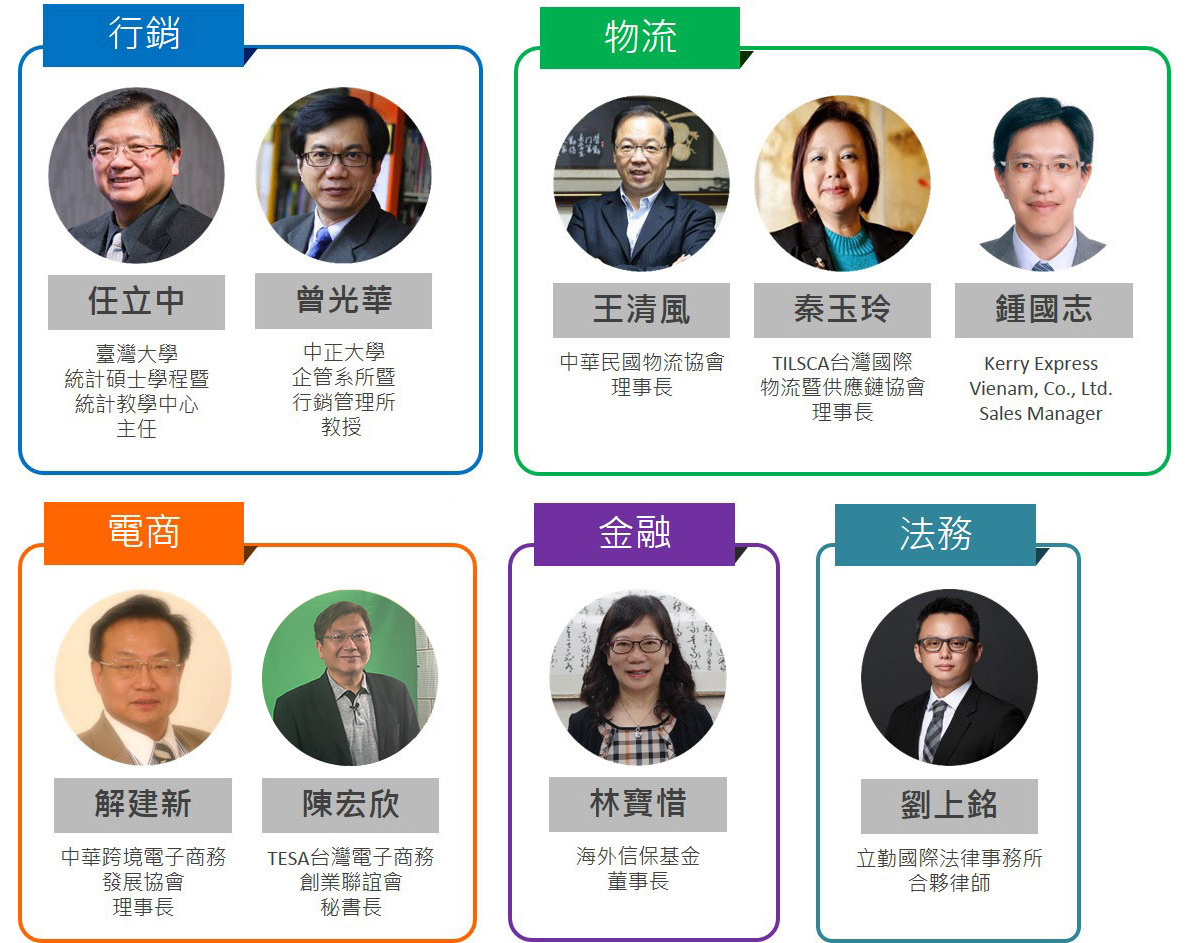 行銷
任立中
臺灣大學
統計碩士學程暨
統計教學中心
主任
曾光華
中正大學
企管系所暨
行銷管理所
教授
物流
王清風
中華民國物流協會
理事長
秦玉玲
TILSCA台灣國際
物流暨供應鏈協會
理事長
鍾國志
Kerry Express
Vienam, Co., Ltd.
Sales Manager
電商
解建新
中華跨境電子商務
發展協會
理事長
陳宏欣
TESA台灣電子商務
創業聯誼會
秘書長
金融
林寶惜
海外信保基金
董事長
法務
劉上銘
立勤國際法律事務所
合夥律師